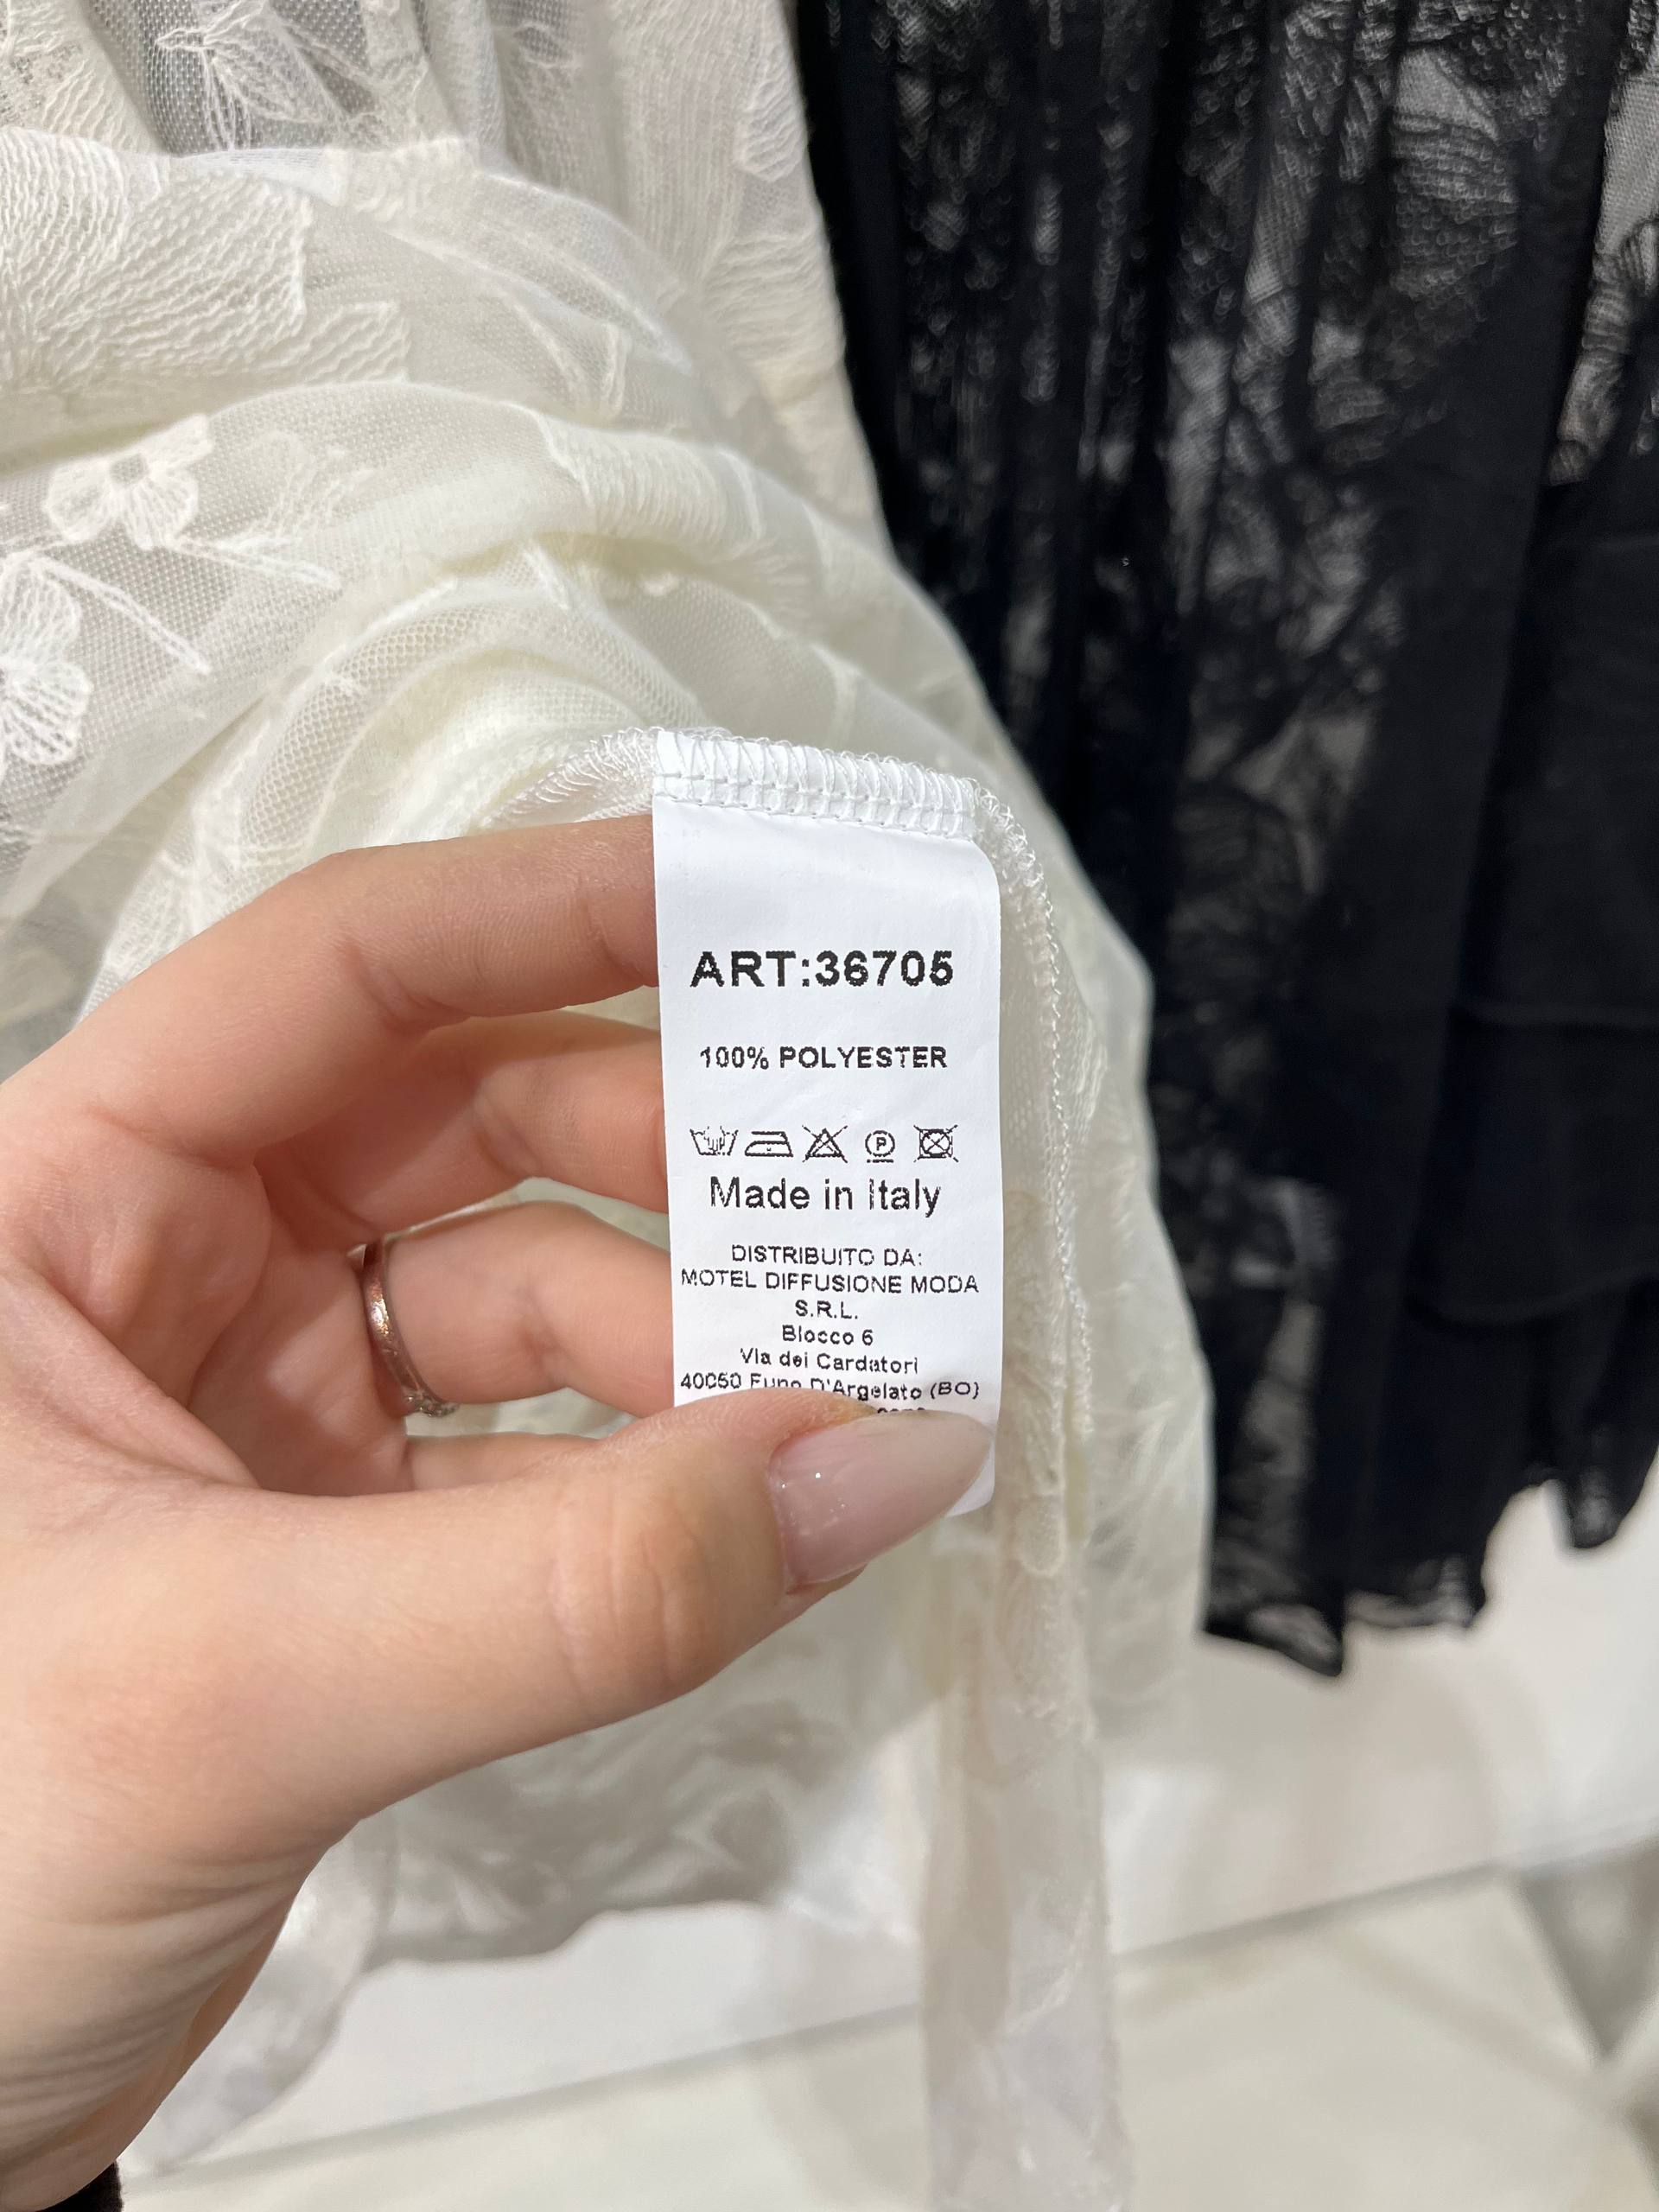 ART:36705
100% POLYESTER
P
Made in Italy
DISTRIBUITO DA:
MOTEL DIFFUSIONE MODA
S.R.L.
Blocco 6
Via dei Cardatori
40050 Funo D'Argelato (BO)